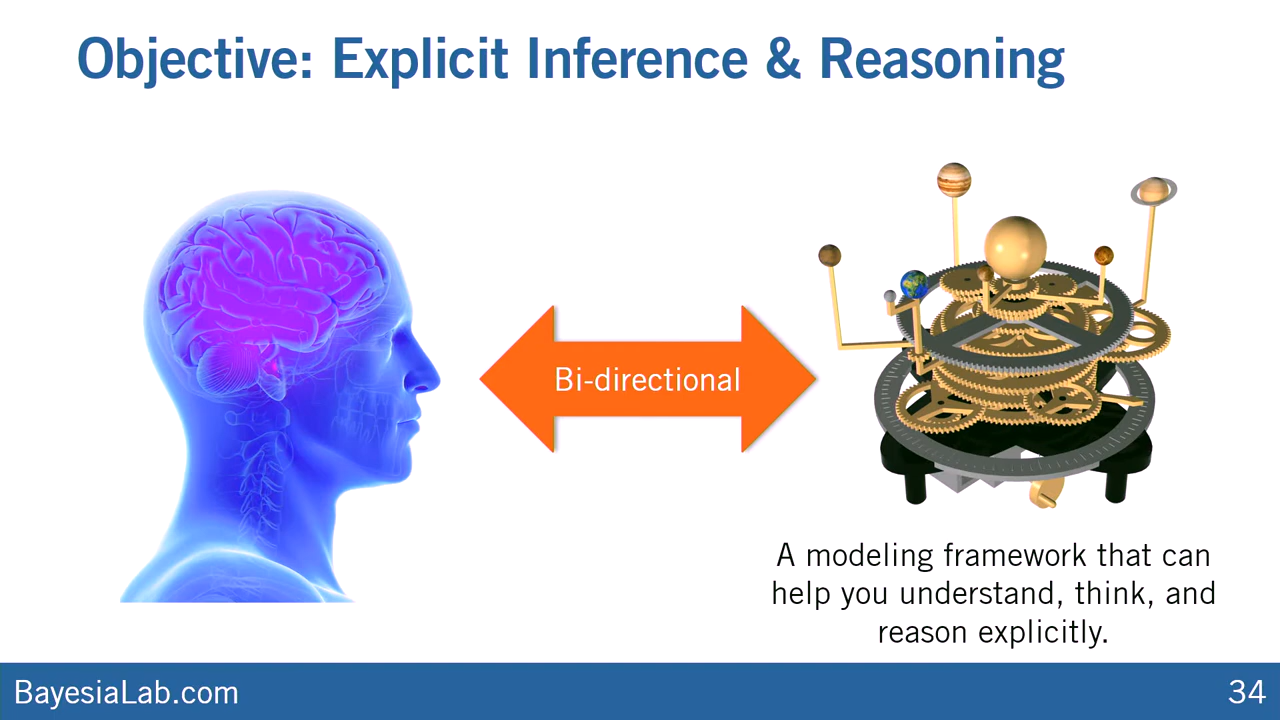 Objective: Explicit Inference & Reasoning
Bi-directional
A modeling framework that can
help you understand, think, and
reason explicitly.
BayesiaLab.com
34